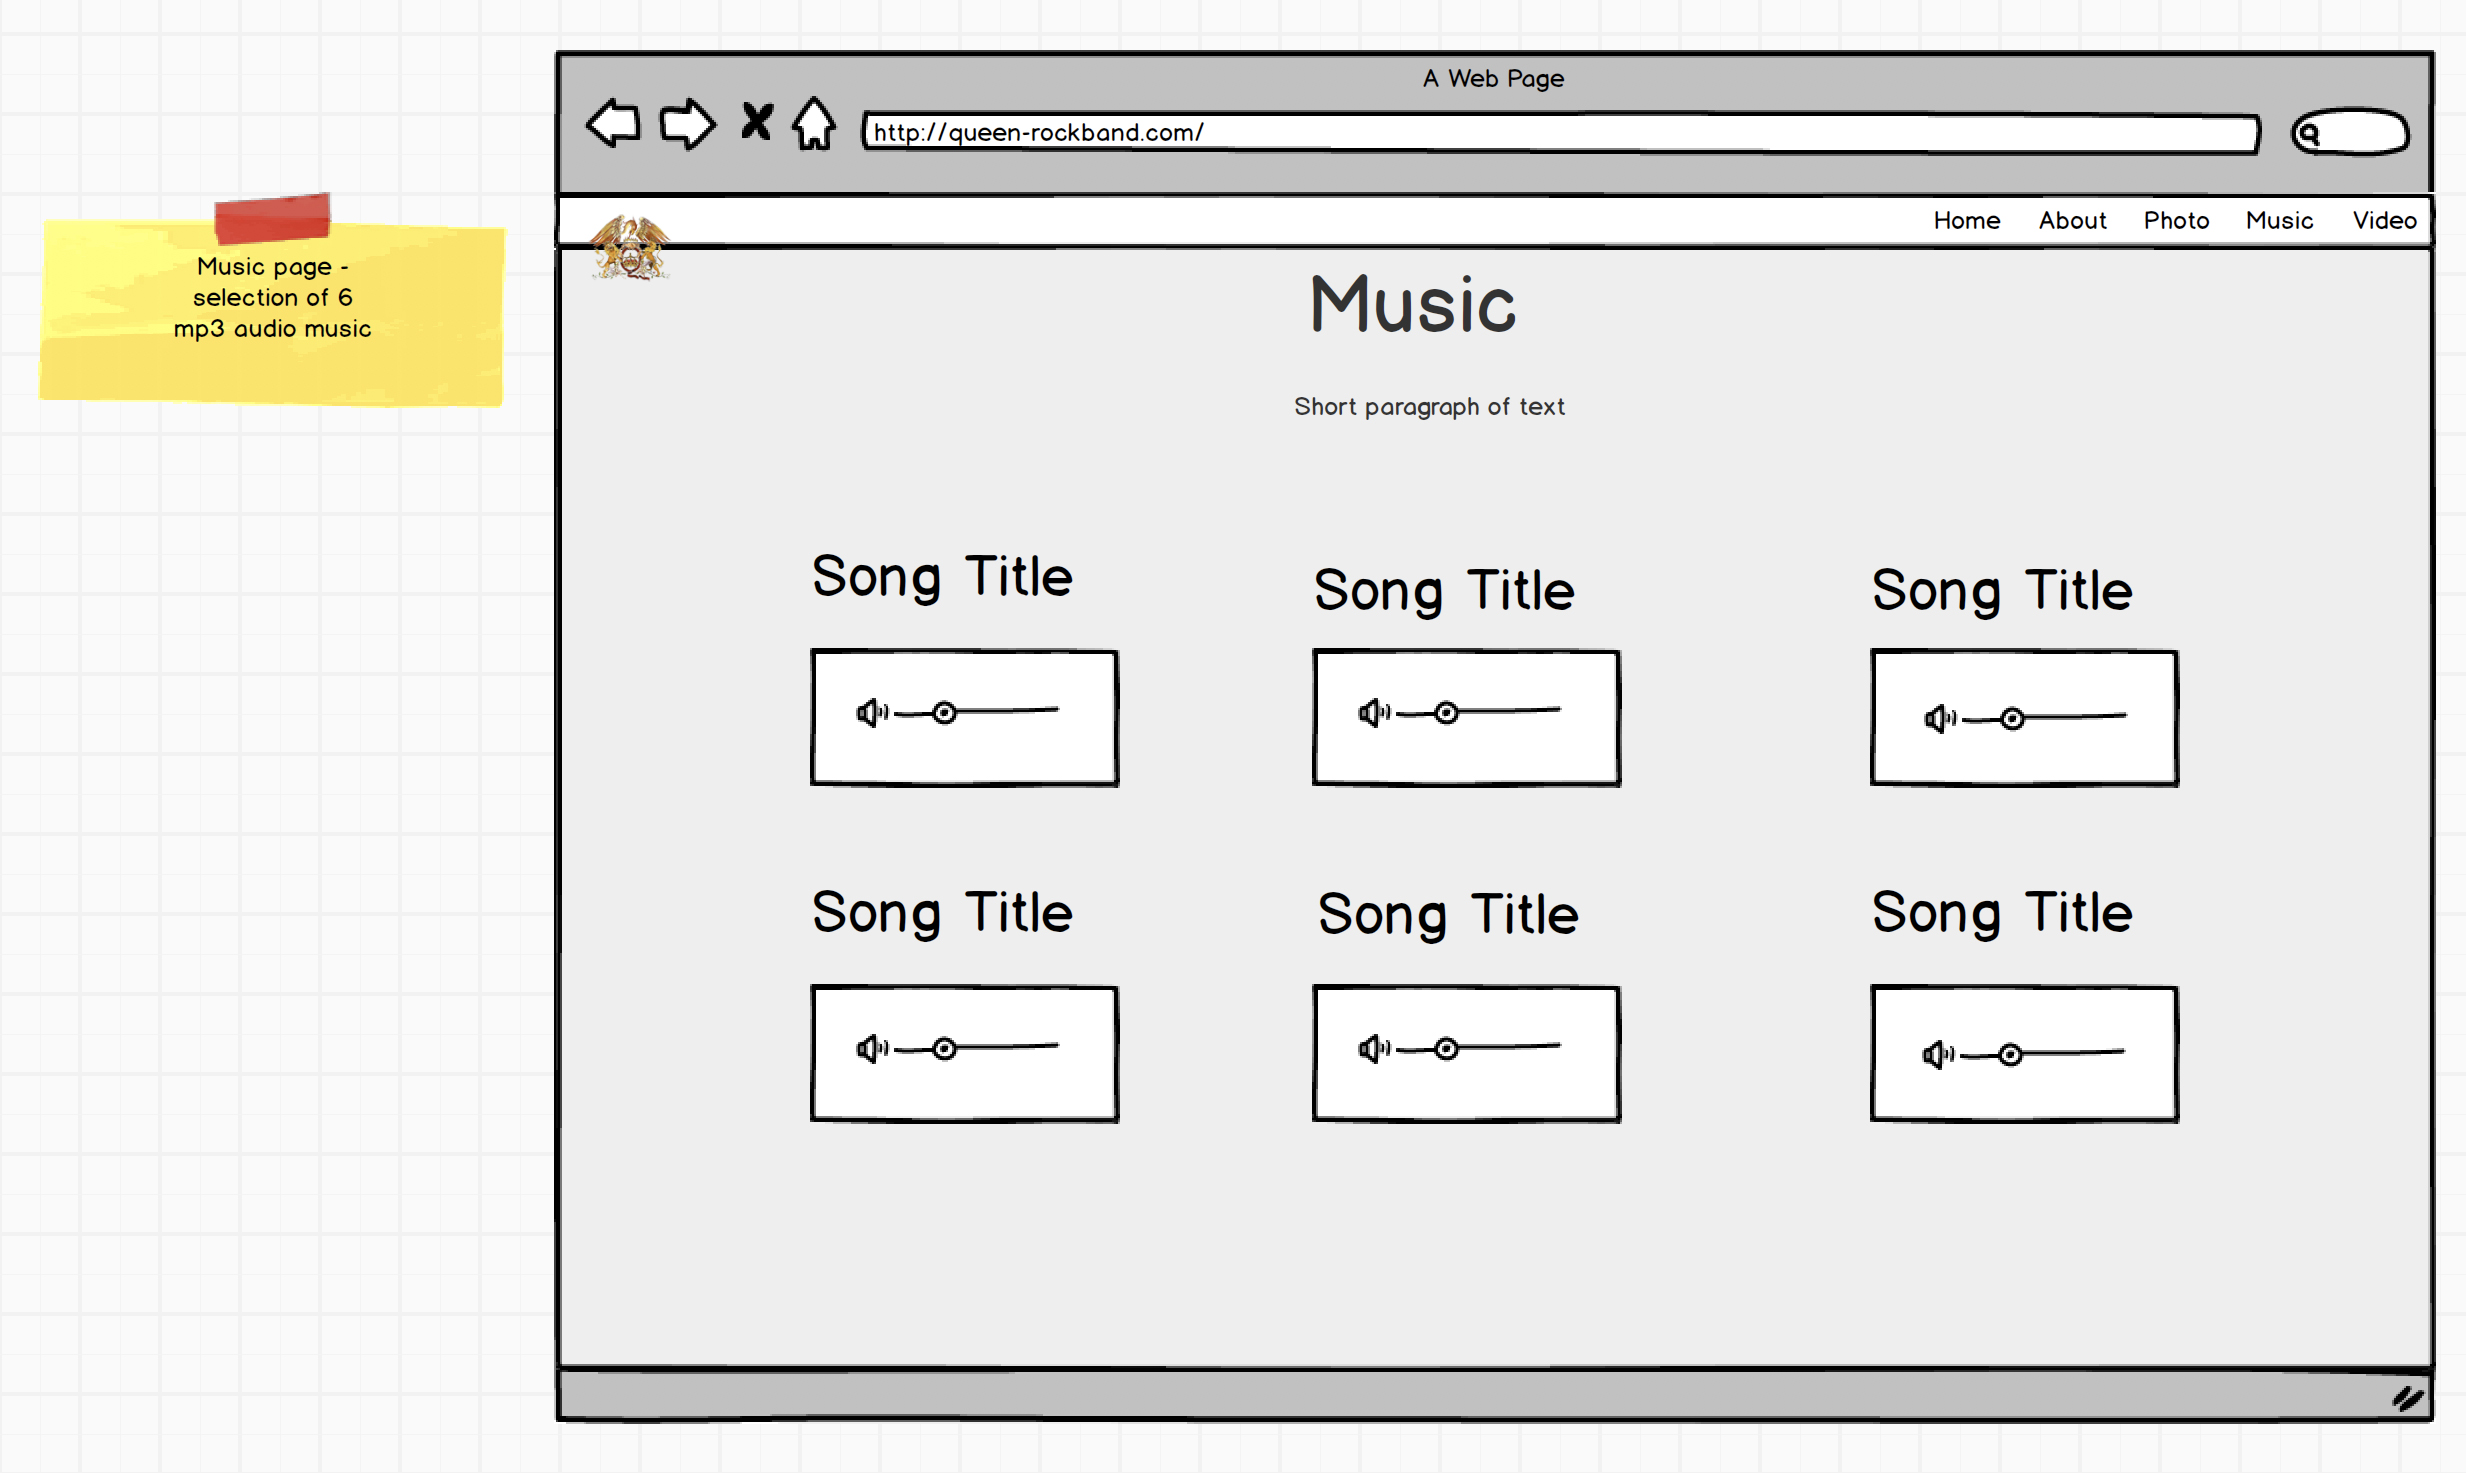 A Web Page
http://queen-rockband.com/
Home About Photo Music Video
Music page -
selection of 6
mp3 audio music
Music
Short paragraph of text
Song Title Song Title Song Title
Song Title Song Title Song Title